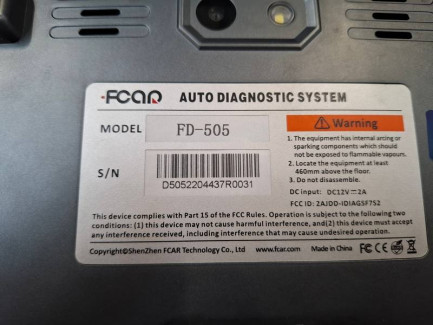 FCAR AUTO DIAGNOSTIC SYSTEM
MODEL FD-505
Warning
1. The equipment has internal arcing or
sparking components which should
not be exposed to flammable vapours.
2. Locate the equipment at least
460mm above the floor.
3. Do not disassemble.
S/N
D5052204437R0031
DC input: DC12V⎓2A
FCC ID: 2AJDD-IDIAGSF7S2
This device complies with Part 15 of the FCC Rules. Operation is subject to the following two
conditions: (1) this device may not cause harmful interference, and(2) this device must accept
any interference received, including interference that may cause undesired operation.
Copyright©ShenZhen FCAR Technology Co., Ltd www.fcar.com Made in China FC CE